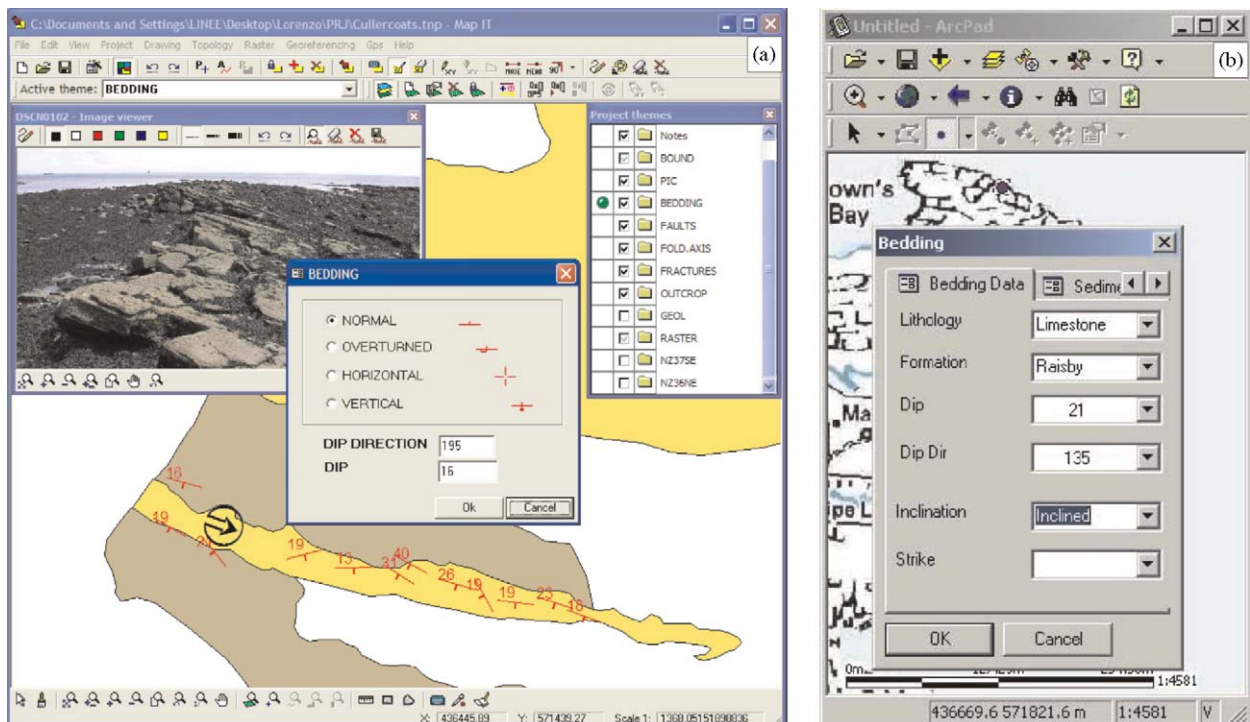 C:\Documents and Settings\LINEE\Desktop\Lorenzo\PRJ\Cullercoats.tnp - Map IT
File Edit View Project Drawing Topology Raster Georeferencing Gps Help
(a)
Active theme: BEDDING
DSCN0102 - Image viewer
Project themes
Notes
BOUND
PIC
BEDDING
FAULTS
FOLD.AXIS
FRACTURES
OUTCROP
GEOL
RASTER
NZ37SE
NZ36NE
BEDDING
NORMAL
OVERTURNED
HORIZONTAL
VERTICAL
DIP DIRECTION 195
DIP 16
Ok Cancel
16
19
19
13
31
40
26
19
19
23
18
X: 436445.89 Y: 571439.27 Scale 1: 1368.05151898836
Untitled - ArcPad
(b)
own's
Bay
Bedding
Bedding Data Sedime
Lithology Limestone
Formation Raisby
Dip 21
Dip Dir 135
Inclination Inclined
Strike
OK Cancel
1:4581
436669.6 571821.6 m 1:4581 V